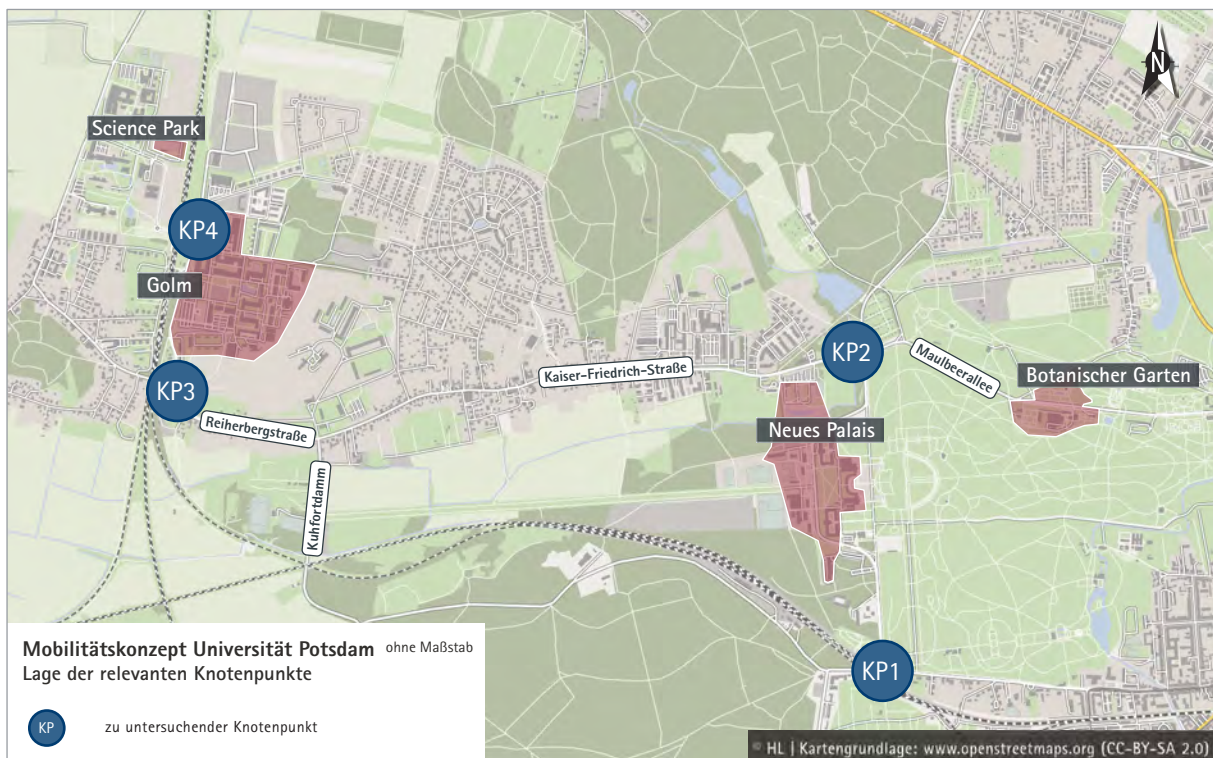 N
Science Park
KP4
Golm
KP2
Maulbeerallee
Kaiser-Friedrich-Straße
Botanischer Garten
KP3
Reiherbergstraße
Neues Palais
Kuhfortdamm
KP1
Mobilitätskonzept Universität Potsdam ohne Maßstab
Lage der relevanten Knotenpunkte
KP zu untersuchender Knotenpunkt
© HL | Kartengrundlage: www.openstreetmaps.org (CC-BY-SA 2.0)